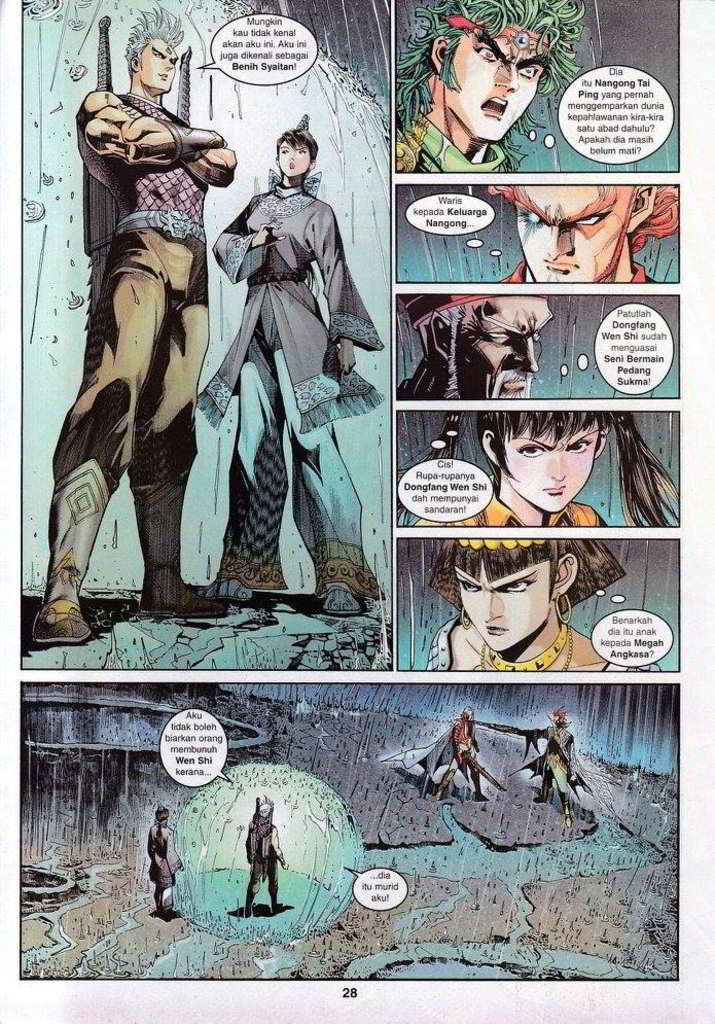 Mungkin
kau tidak kenal
akan aku ini. Aku ini
juga dikenali sebagai
Benih Syaitan!
Dia
itu Nangong Tai
Ping yang pernah
menggemparkan dunia
kepahlawanan kira-kira
satu abad dahulu?
Apakah dia masih
belum mati?
Waris
kepada Keluarga
Nangong...
Patutlah
Dongfang
Wen Shi sudah
menguasai
Seni Bermain
Pedang
Sukma!
Cis!
Rupa-rupanya
Dongfang Wen Shi
dah mempunyai
sandaran!
Benarkah
dia itu anak
kepada Megah
Angkasa?
Aku
tidak boleh
biarkan orang
membunuh
Wen Shi
kerana...
...dia
itu murid
aku!
28